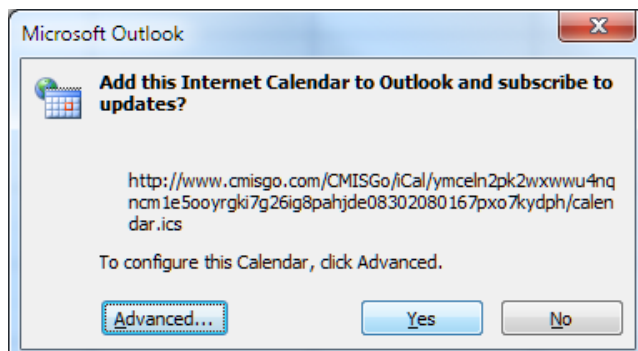 Microsoft Outlook
Add this Internet Calendar to Outlook and subscribe to
updates?
http://www.cmisgo.com/CMISGo/iCal/ymceln2pk2wxwwu4nq
ncm1e5ooyrgki7g26ig8pahjde08302080167pxo7kydph/calen
dar.ics
To configure this Calendar, click Advanced.
Advanced... Yes No